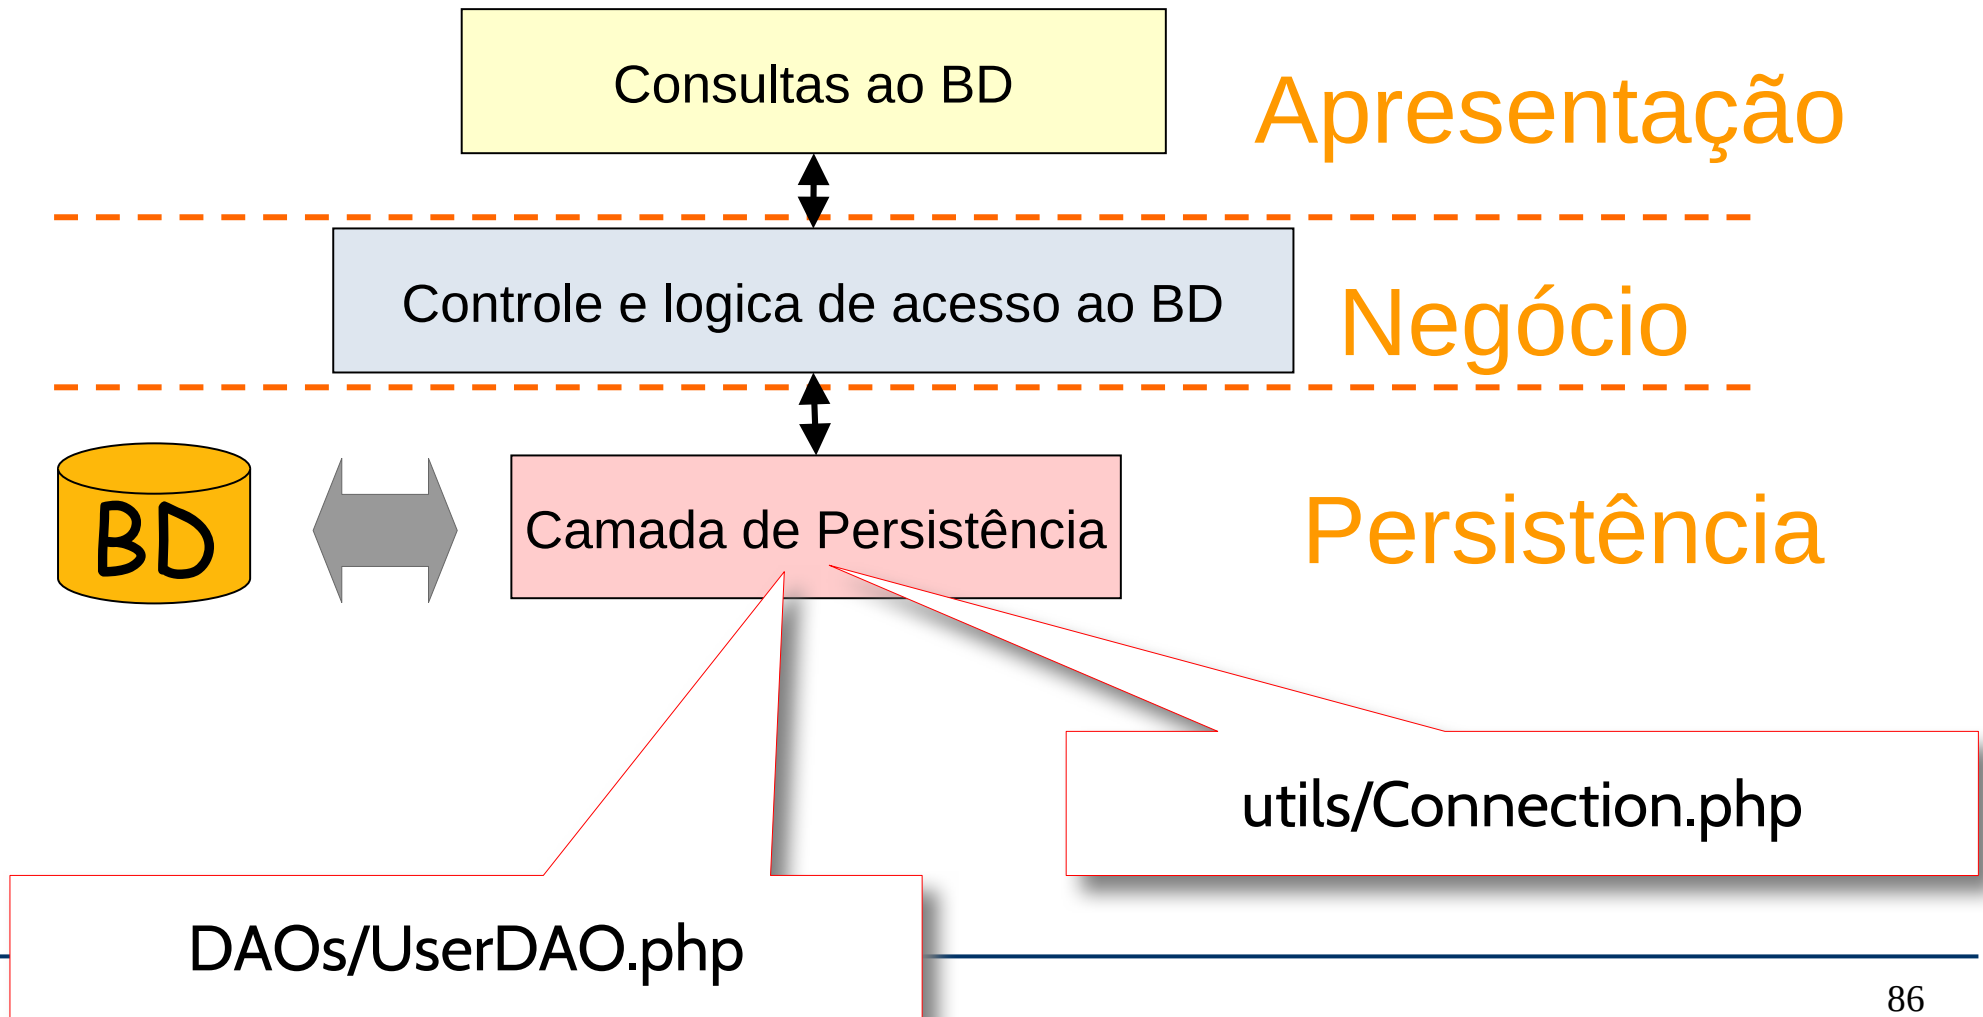 Consultas ao BD
Apresentação
Controle e logica de acesso ao BD
Negócio
BD
Camada de Persistência
Persistência
utils/Connection.php
DAOs/UserDAO.php
86